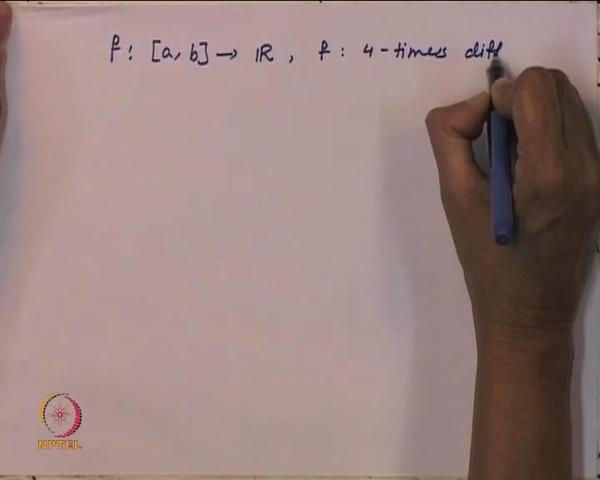 f : [a, b] → ℝ , f : 4-times diff
NPTEL